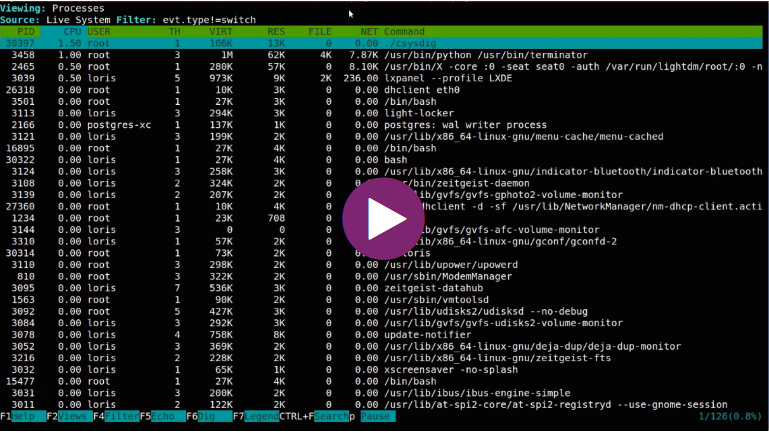 Viewing: Processes
Source: Live System Filter: evt.type!=switch
PID CPU USER TH VIRT RES FILE NET Command
30397 1.50 root 1 106K 13K 0 0.00 ./csysdig
3458 1.00 root 3 1M 62K 4K 7.87K /usr/bin/python /usr/bin/terminator
2465 0.50 root 1 280K 57K 0 8.10K /usr/bin/X -core :0 -seat seat0 -auth /var/run/lightdm/root/:0 -n
3039 0.50 loris 5 973K 9K 2K 236.00 lxpanel --profile LXDE
26318 0.00 root 1 10K 3K 0 0.00 dhclient eth0
3501 0.00 root 1 27K 3K 0 0.00 /bin/bash
3113 0.00 loris 3 294K 3K 0 0.00 light-locker
2166 0.00 postgres-xc 1 137K 1K 0 0.00 postgres: wal writer process
3121 0.00 loris 3 199K 2K 0 0.00 /usr/lib/x86_64-linux-gnu/menu-cache/menu-cached
16895 0.00 root 1 27K 4K 0 0.00 /bin/bash
30322 0.00 loris 1 27K 4K 0 0.00 bash
3124 0.00 loris 3 258K 3K 0 0.00 /usr/lib/x86_64-linux-gnu/indicator-bluetooth/indicator-bluetooth
3108 0.00 loris 2 324K 2K 0 0.00 /usr/bin/zeitgeist-daemon
3139 0.00 loris 2 207K 2K 0 ib/gvfs/gvfs-gphoto2-volume-monitor
27360 0.00 root 1 10K 4K 0 dhclient -d -sf /usr/lib/NetworkManager/nm-dhcp-client.acti
1234 0.00 root 1 23K 708 0
3144 0.00 loris 3 0 0 0 ib/gvfs/gvfs-afc-volume-monitor
3310 0.00 loris 1 57K 2K 0 ib/x86_64-linux-gnu/gconf/gconfd-2
30314 0.00 root 1 73K 2K 0 loris
3110 0.00 root 3 298K 2K 0 0.00 /usr/lib/upower/upowerd
810 0.00 root 3 322K 2K 0 0.00 /usr/sbin/ModemManager
3095 0.00 loris 7 536K 3K 0 0.00 zeitgeist-datahub
1563 0.00 root 1 90K 2K 0 0.00 /usr/sbin/vmtoolsd
3092 0.00 root 5 427K 3K 0 0.00 /usr/lib/udisks2/udisksd --no-debug
3084 0.00 loris 3 292K 3K 0 0.00 /usr/lib/gvfs/gvfs-udisks2-volume-monitor
3078 0.00 loris 4 758K 8K 0 0.00 update-notifier
3052 0.00 loris 3 369K 2K 0 0.00 /usr/lib/x86_64-linux-gnu/deja-dup/deja-dup-monitor
3216 0.00 loris 2 228K 2K 0 0.00 /usr/lib/x86_64-linux-gnu/zeitgeist-fts
3032 0.00 loris 1 65K 1K 0 0.00 xscreensaver -no-splash
15477 0.00 root 1 27K 4K 0 0.00 /bin/bash
3031 0.00 loris 3 200K 2K 0 0.00 /usr/lib/ibus/ibus-engine-simple
3011 0.00 loris 2 122K 2K 0 0.00 /usr/lib/at-spi2-core/at-spi2-registryd --use-gnome-session
F1Help F2Views F4FilterF5Echo F6Dig F7LegendCTRL+FSearchp Pause 1/126(0.8%)